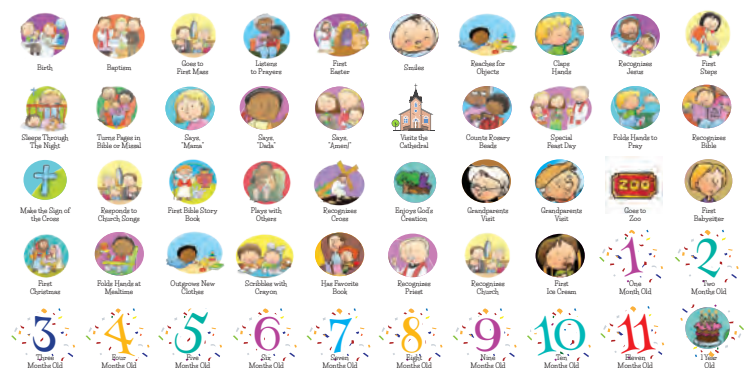 Birth
Baptism
Goes to
First Mass
Listens
to Prayers
First
Easter
Smiles
Reaches for
Objects
Claps
Hands
Recognizes
Jesus
First
Steps
Sleeps Through
The Night
Turns Pages in
Bible or Missal
Says,
"Mama"
Says,
"Dada"
Says,
"Amen!"
Visits the
Cathedral
Counts Rosary
Beads
Special
Feast Day
Folds Hands to
Pray
Recognizes
Bible
Make the Sign of
the Cross
Responds to
Church Songs
First Bible Story
Book
Plays with
Others
Recognizes
Cross
Enjoys God's
Creation
Grandparents
Visit
Grandparents
Visit
ZOO
Goes to
Zoo
First
Babysitter
First
Christmas
Folds Hands at
Mealtime
Outgrows New
Clothes
Scribbles with
Crayon
Has Favorite
Book
Recognizes
Priest
Recognizes
Church
First
Ice Cream
1
One
Month Old
2
Two
Months Old
3
Three
Months Old
4
Four
Months Old
5
Five
Months Old
6
Six
Months Old
7
Seven
Months Old
8
Eight
Months Old
9
Nine
Months Old
10
Ten
Months Old
11
Eleven
Months Old
1 Year
Old